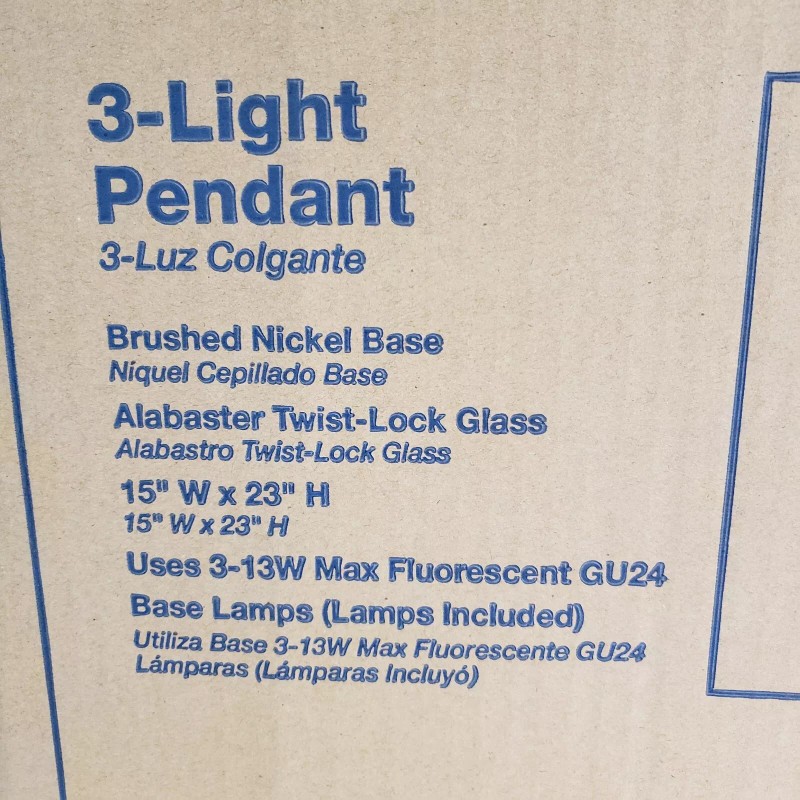 3-Light
Pendant
3-Luz Colgante
Brushed Nickel Base
Niquel Cepillado Base
Alabaster Twist-Lock Glass
Alabastro Twist-Lock Glass
15" W x 23" H
15" W x 23" H
Uses 3-13W Max Fluorescent GU24
Base Lamps (Lamps Included)
Utiliza Base 3-13W Max Fluorescente GU24
Lámparas (Lámparas Incluyó)